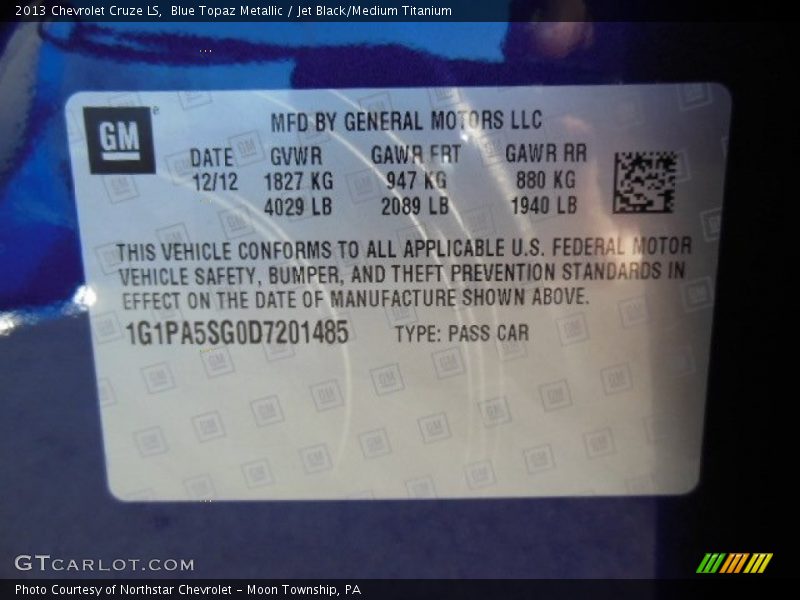 2013 Chevrolet Cruze LS, Blue Topaz Metallic / Jet Black/Medium Titanium
GM
®
MFD BY GENERAL MOTORS LLC
DATE GVWR GAWR FRT GAWR RR
12/12 1827 KG 947 KG 880 KG
4029 LB 2089 LB 1940 LB
THIS VEHICLE CONFORMS TO ALL APPLICABLE U.S. FEDERAL MOTOR
VEHICLE SAFETY, BUMPER, AND THEFT PREVENTION STANDARDS IN
EFFECT ON THE DATE OF MANUFACTURE SHOWN ABOVE.
1G1PA5SG0D7201485 TYPE: PASS CAR
GTCARLOT.COM
Photo Courtesy of Northstar Chevrolet - Moon Township, PA